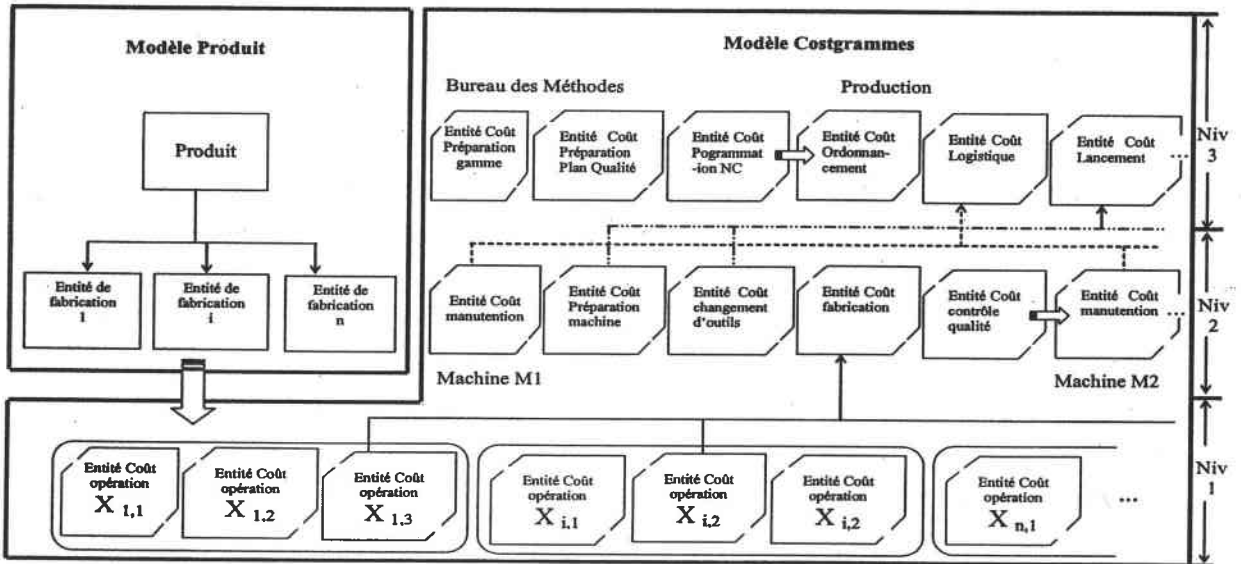 Modèle Produit
Produit
Entité de
fabrication
1
Entité de
fabrication
i
Entité de
fabrication
n
Modèle Costgrammes
Bureau des Méthodes
Production
Entité Coût
Préparation
gamme
Entité Coût
Préparation
Plan Qualité
Entité Coût
Pogrammat
-ion NC
Entité Coût
Ordonnan-
cement
Entité Coût
Logistique
Entité Coût
Lancement
...
Niv
3
Entité Coût
manutention
Entité Coût
Préparation
machine
Entité Coût
changement
d'outils
Entité Coût
fabrication
Entité Coût
contrôle
qualité
Entité Coût
manutention
...
Niv
2
Machine M1
Machine M2
Entité Coût
opération
X 1,1
Entité Coût
opération
X 1,2
Entité Coût
opération
X 1,3
Entité Coût
opération
X i,1
Entité Coût
opération
X i,2
Entité Coût
opération
X i,2
Entité Coût
opération
X n,1
...
Niv
1